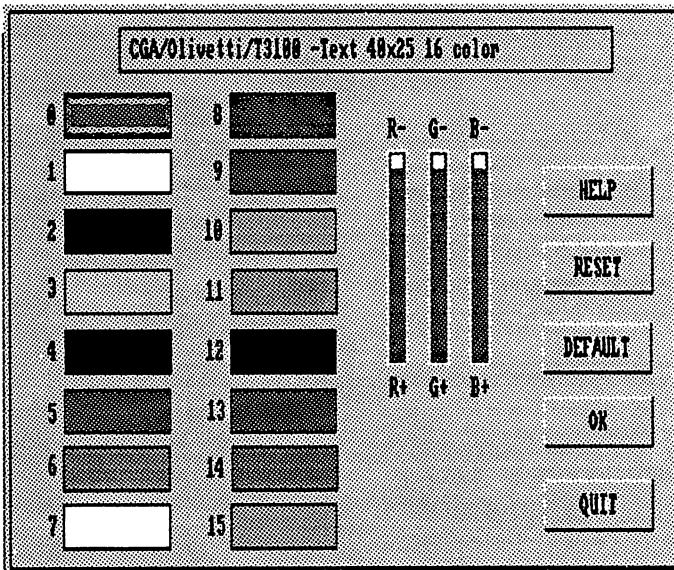 CGA/Olivetti/T3100 -Text 40x25 16 color
0 8
R- G- B-
1 9
HELP
2 10
RESET
3 11
DEFAULT
4 12
R+ G+ B+
5 13
OK
6 14
QUIT
7 15